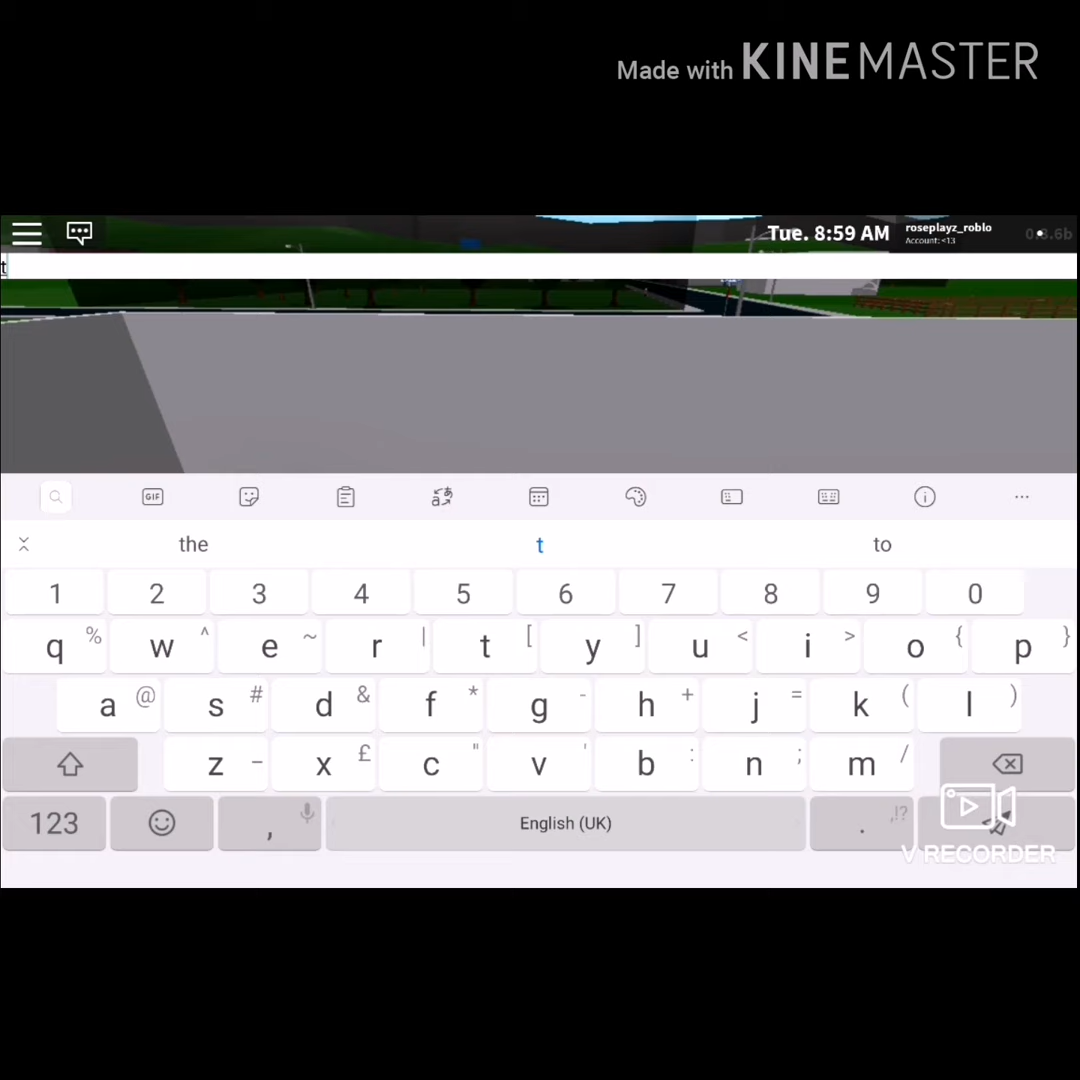 Made with KINEMASTER
Tue. 8:59 AM
roseplayz_roblo
Account: <13
t
GIF
the t to
1 2 3 4 5 6 7 8 9 0
q % w ^ e ~ r | t [ y ] u < i > o { p }
a @ s # d & f * g - h + j = k ( l )
z _ x £ c " v ' b : n ; m /
123 , English (UK) . ,!?
V RECORDER